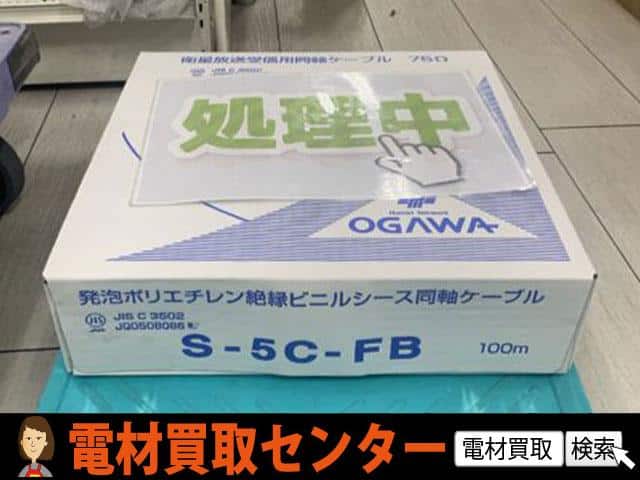 衛星放送受信用同軸ケーブル 75Ω
JIS C 3502
処理中
OGAWA
発泡ポリエチレン絶縁ビニルシース同軸ケーブル
JIS C 3502
JQ0508086
S-5C-FB 100m
電材買取センター 電材買取 検索